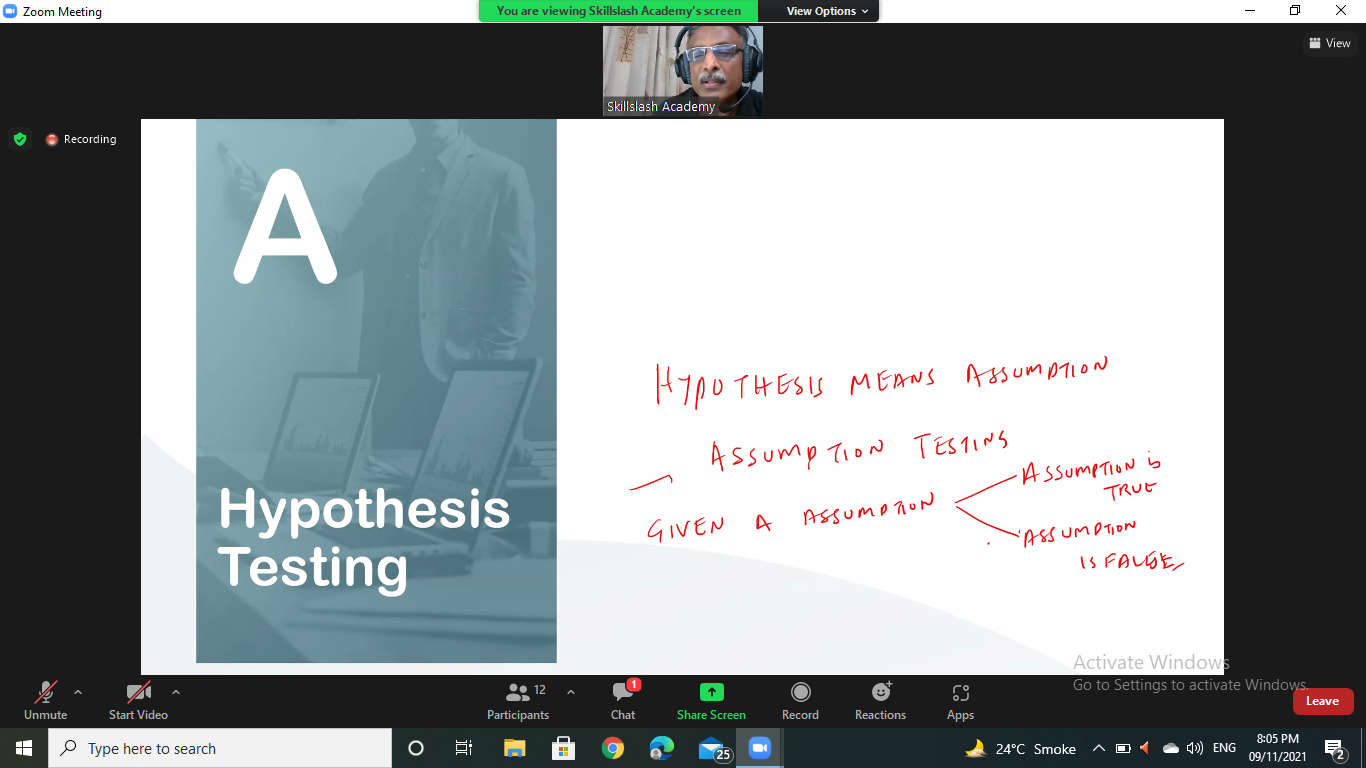 Zoom Meeting
You are viewing Skillslash Academy's screen
View Options
View
Skillslash Academy
Recording
A
Hypothesis
Testing
HYPOTHESIS MEANS ASSUMPTION
ASSUMPTION TESTING
GIVEN A ASSUMPTION
ASSUMPTION is
TRUE
ASSUMPTION
IS FALSE
Activate Windows
Go to Settings to activate Windows.
Unmute
Start Video
Participants
12
Chat
1
Share Screen
Record
Reactions
Apps
Leave
Type here to search
25
24°C Smoke
ENG
8:05 PM
09/11/2021
2